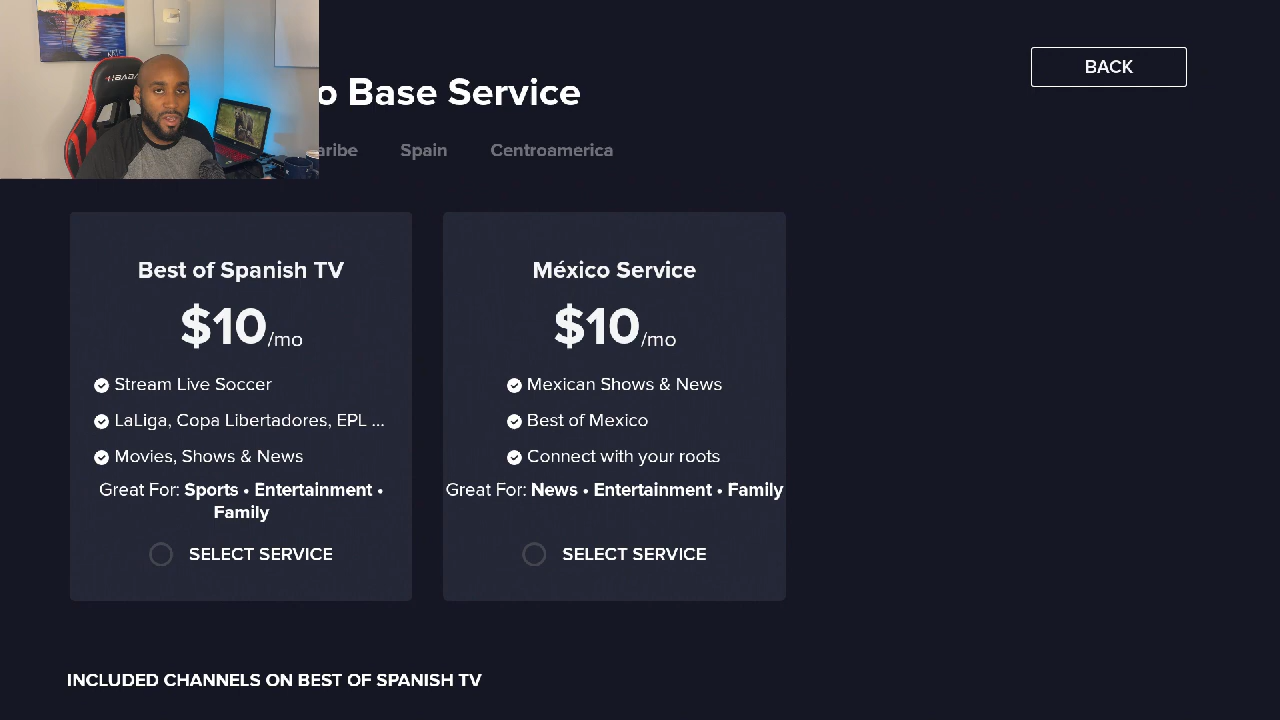 BACK
o Base Service
aribe Spain Centroamerica
Best of Spanish TV
$10/mo
Stream Live Soccer
LaLiga, Copa Libertadores, EPL ...
Movies, Shows & News
Great For: Sports • Entertainment •
Family
SELECT SERVICE
México Service
$10/mo
Mexican Shows & News
Best of Mexico
Connect with your roots
Great For: News • Entertainment • Family
SELECT SERVICE
INCLUDED CHANNELS ON BEST OF SPANISH TV